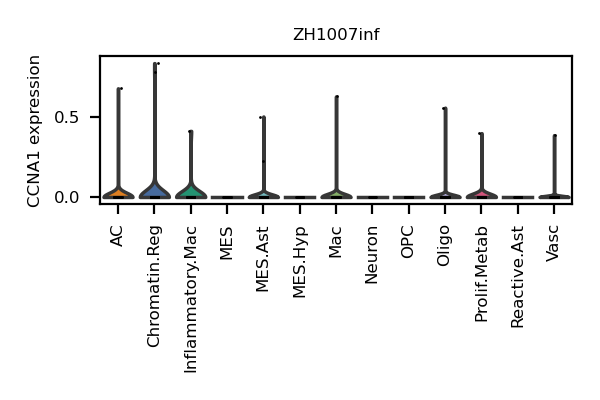 ZH1007inf
CCNA1 expression
0.5
0.0
AC
Chromatin.Reg
Inflammatory.Mac
MES
MES.Ast
MES.Hyp
Mac
Neuron
OPC
Oligo
Prolif.Metab
Reactive.Ast
Vasc